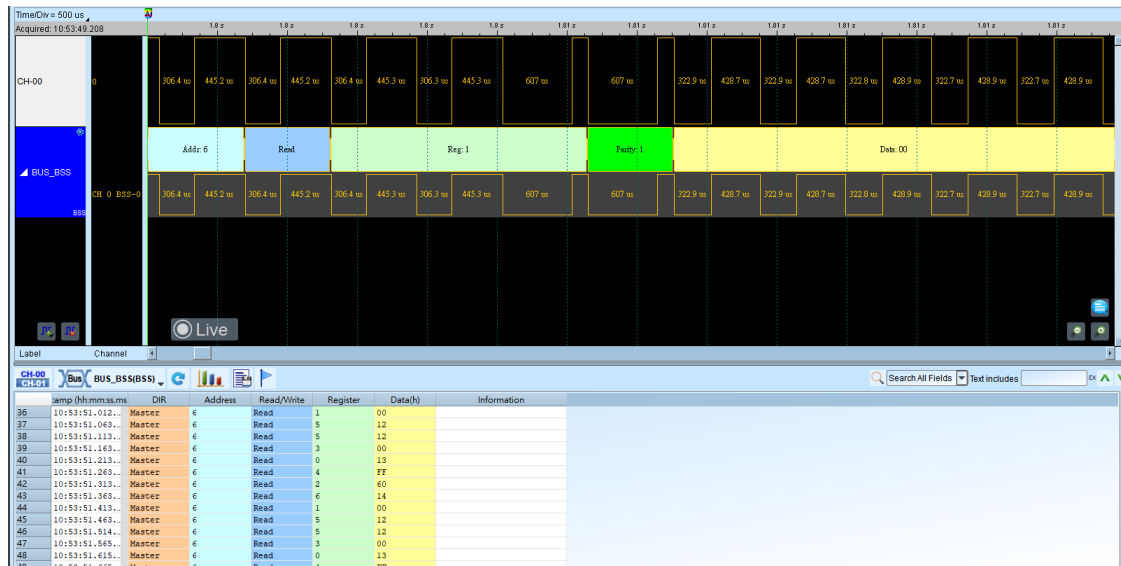 Time/Div = 500 us
Acquired: 10:53:49.208
1.8 s 1.8 s 1.8 s 1.8 s 1.8 s 1.81 s 1.81 s 1.81 s 1.81 s 1.81 s 1.81 s 1.81 s
CH-00 0 306.4 us 445.2 us 306.4 us 445.2 us 306.4 us 445.3 us 306.3 us 445.3 us 607 us 607 us 322.9 us 428.7 us 322.9 us 428.7 us 322.8 us 428.9 us 322.7 us 428.9 us 322.7 us 428.9 us
Addr: 6 Read Reg: 1 Parity: 1 Data: 00
BUS_BSS
CH 0 BSS-0 306.4 us 445.2 us 306.4 us 445.2 us 306.4 us 445.3 us 306.3 us 445.3 us 607 us 607 us 322.9 us 428.7 us 322.9 us 428.7 us 322.8 us 428.9 us 322.7 us 428.9 us 322.7 us 428.9 us
BSS
Live
Label Channel
CH-00
CH-01 Bus BUS_BSS(BSS) Search All Fields Text includes EX
amp (hh:mm:ss.ms DIR Address Read/Write Register Data(h) Information
36 10:53:51.012... Master 6 Read 1 00
37 10:53:51.063... Master 6 Read 5 12
38 10:53:51.113... Master 6 Read 5 12
39 10:53:51.163... Master 6 Read 3 00
40 10:53:51.213... Master 6 Read 0 13
41 10:53:51.263... Master 6 Read 4 FF
42 10:53:51.313... Master 6 Read 2 60
43 10:53:51.363... Master 6 Read 6 14
44 10:53:51.413... Master 6 Read 1 00
45 10:53:51.463... Master 6 Read 5 12
46 10:53:51.514... Master 6 Read 5 12
47 10:53:51.565... Master 6 Read 3 00
48 10:53:51.615... Master 6 Read 0 13